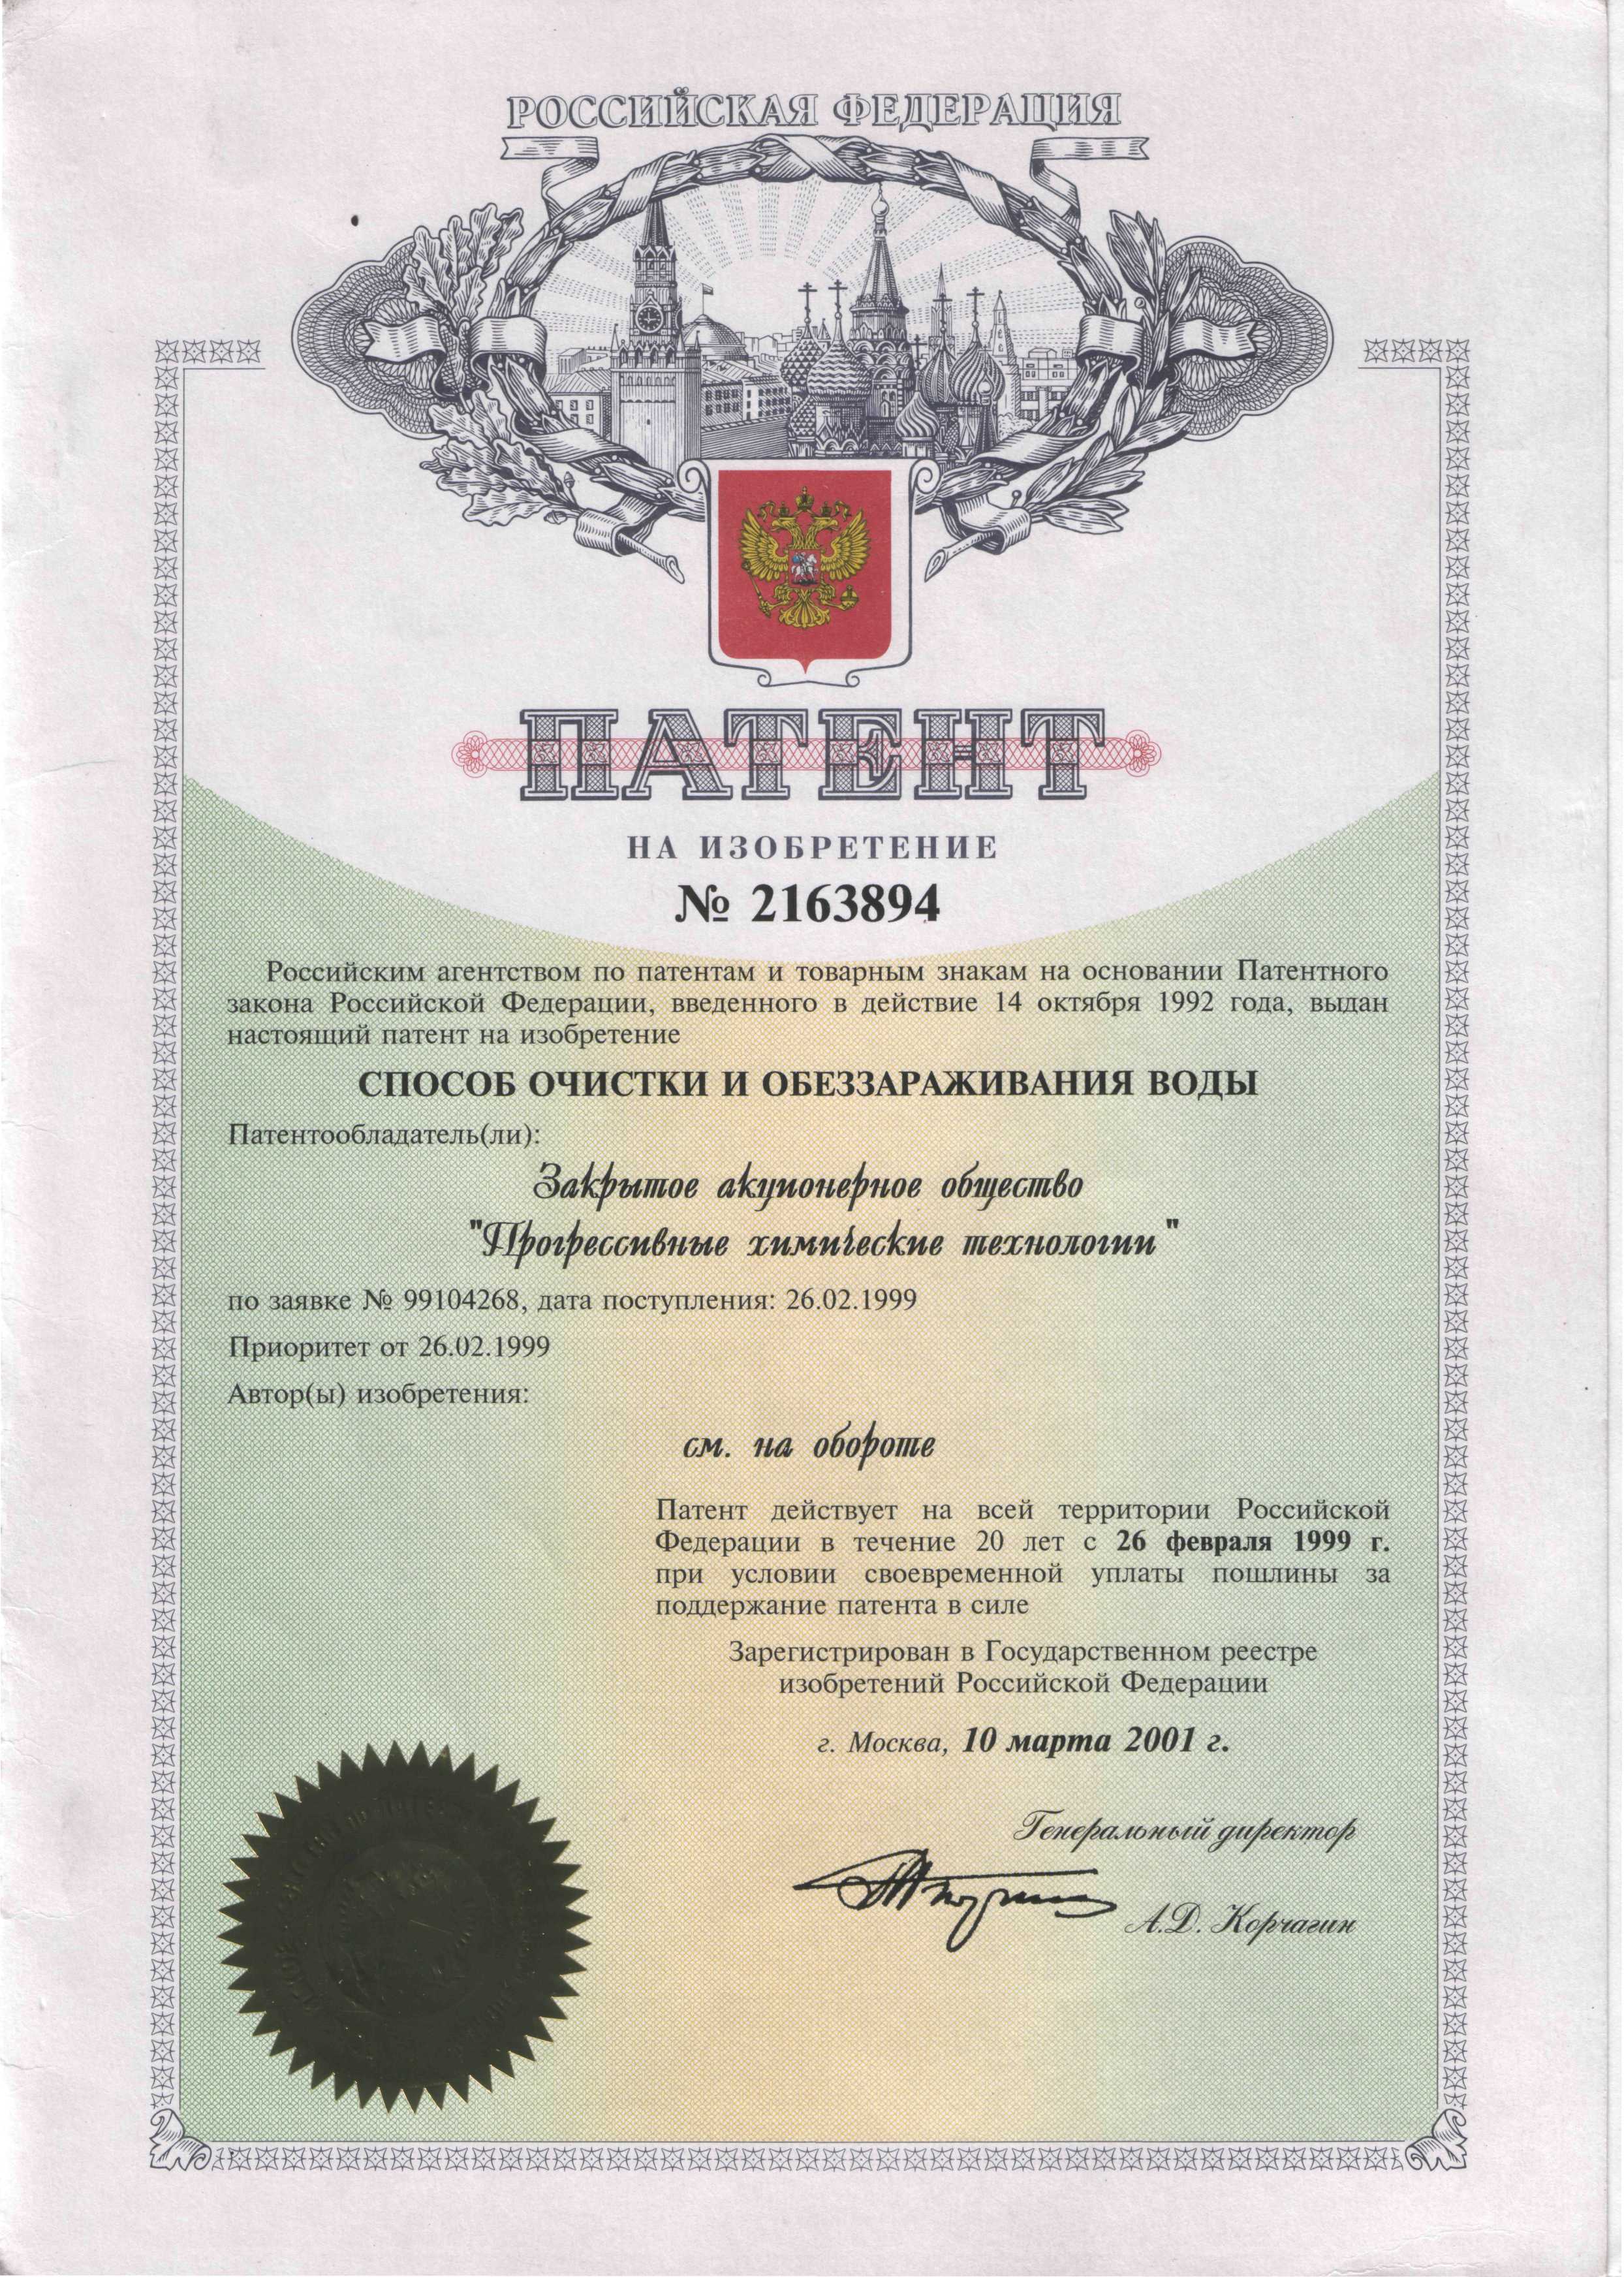 РОССИЙСКАЯ ФЕДЕРАЦИЯ
ПАТЕНТ
НА ИЗОБРЕТЕНИЕ
№ 2163894
Российским агентством по патентам и товарным знакам на основании Патентного
закона Российской Федерации, введенного в действие 14 октября 1992 года, выдан
настоящий патент на изобретение
СПОСОБ ОЧИСТКИ И ОБЕЗЗАРАЖИВАНИЯ ВОДЫ
Патентообладатель(ли):
Закрытое акционерное общество
"Прогрессивные химические технологии"
по заявке № 99104268, дата поступления: 26.02.1999
Приоритет от 26.02.1999
Автор(ы) изобретения:
см. на обороте
Патент действует на всей территории Российской
Федерации в течение 20 лет с 26 февраля 1999 г.
при условии своевременной уплаты пошлины за
поддержание патента в силе
Зарегистрирован в Государственном реестре
изобретений Российской Федерации
г. Москва, 10 марта 2001 г.
Генеральный директор
А.Д. Корчагин